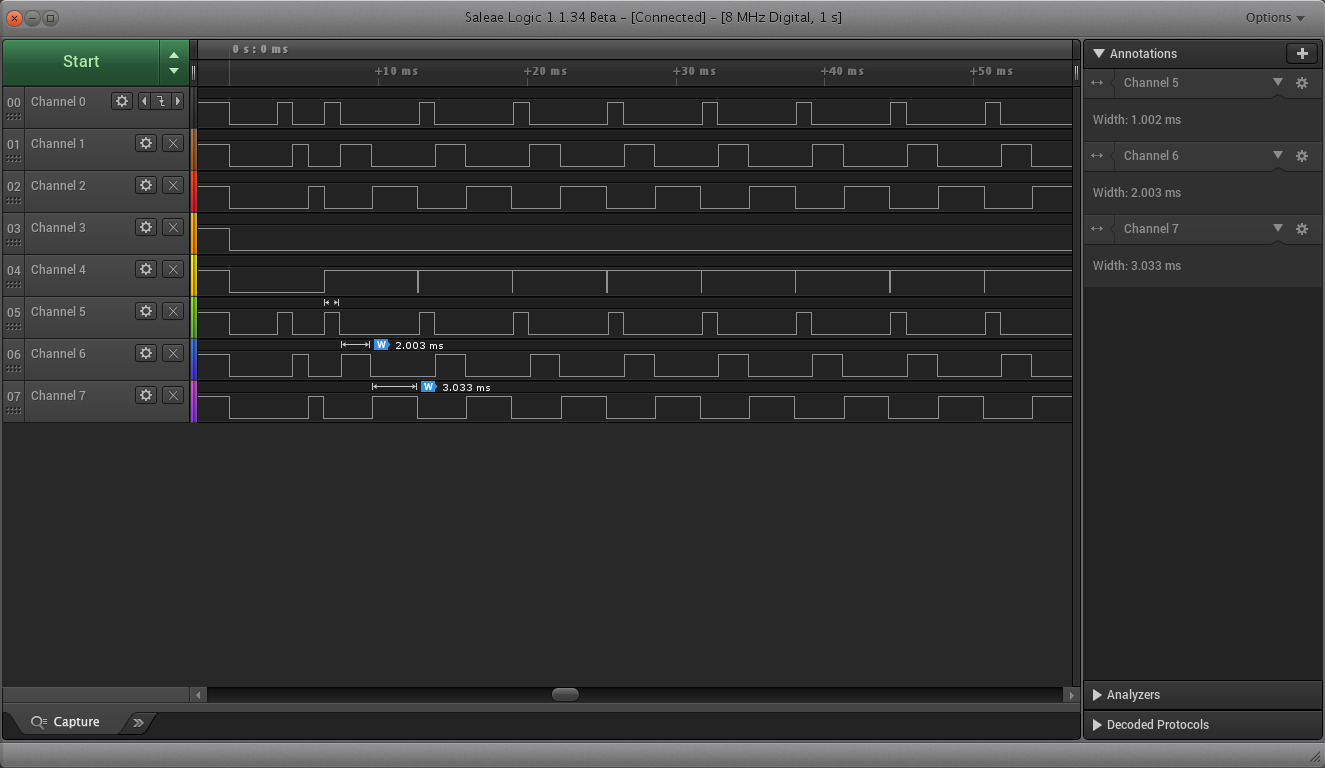 Saleae Logic 1.1.34 Beta - [Connected] - [8 MHz Digital, 1 s]
Options
Start
0 s : 0 ms
+10 ms
+20 ms
+30 ms
+40 ms
+50 ms
Annotations
00 Channel 0
01 Channel 1
02 Channel 2
03 Channel 3
04 Channel 4
05 Channel 5
06 Channel 6
07 Channel 7
W 2.003 ms
W 3.033 ms
Channel 5
Width: 1.002 ms
Channel 6
Width: 2.003 ms
Channel 7
Width: 3.033 ms
Analyzers
Decoded Protocols
Capture